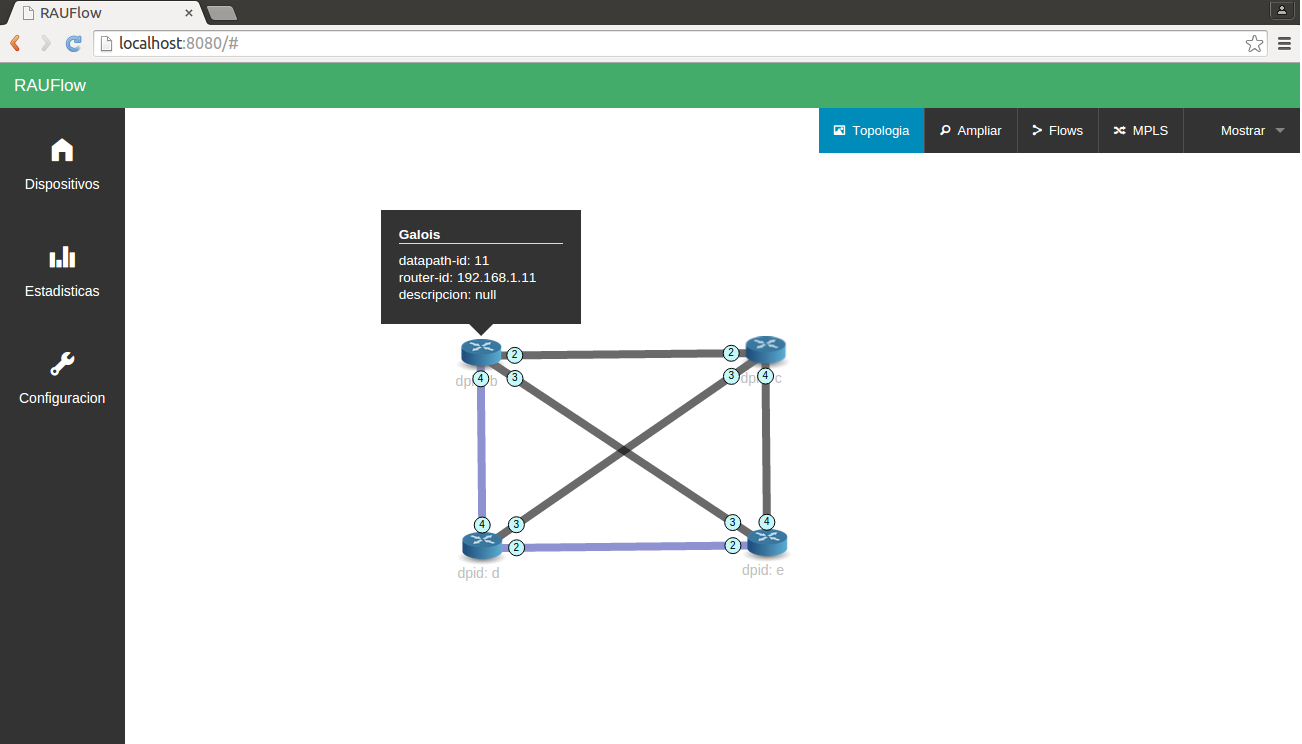 RAUFlow
localhost:8080/#
RAUFlow
Topologia
Ampliar
Flows
MPLS
Mostrar
Dispositivos
Estadisticas
Configuracion
Galois
datapath-id: 11
router-id: 192.168.1.11
descripcion: null
2
2
4
3
3
4
4
3
3
4
2
2
dpid: d
dpid: e